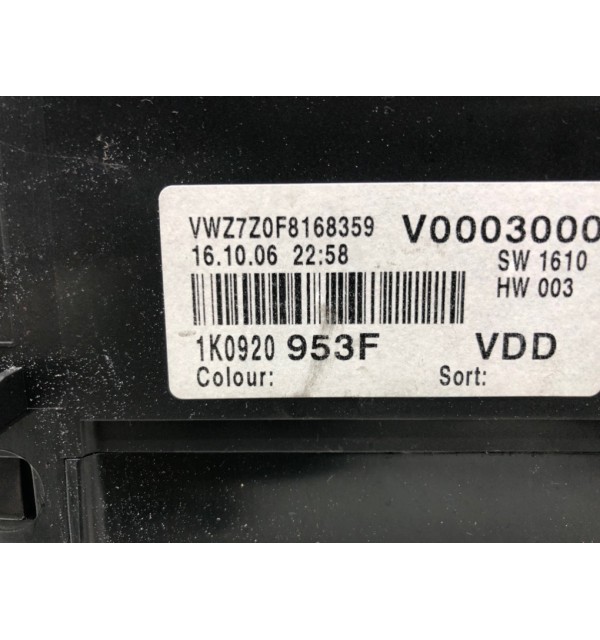 VWZ7Z0F8168359 V0003000
16.10.06 22:58 SW 1610
HW 003
1K0920 953F VDD
Colour: Sort: